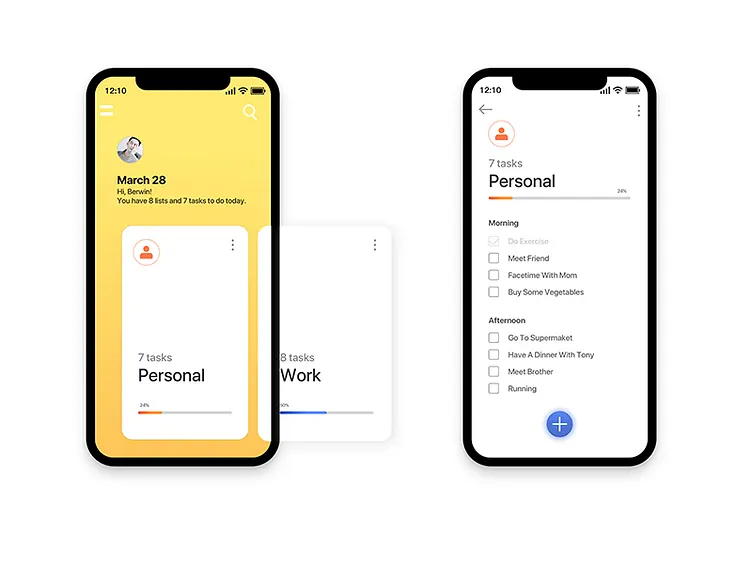 12:10
March 28
Hi, Berwin!
You have 8 lists and 7 tasks to do today.
7 tasks
Personal
24%
8 tasks
Work
50%
12:10
7 tasks
Personal
24%
Morning
Do Exercise
Meet Friend
Facetime With Mom
Buy Some Vegetables
Afternoon
Go To Supermaket
Have A Dinner With Tony
Meet Brother
Running